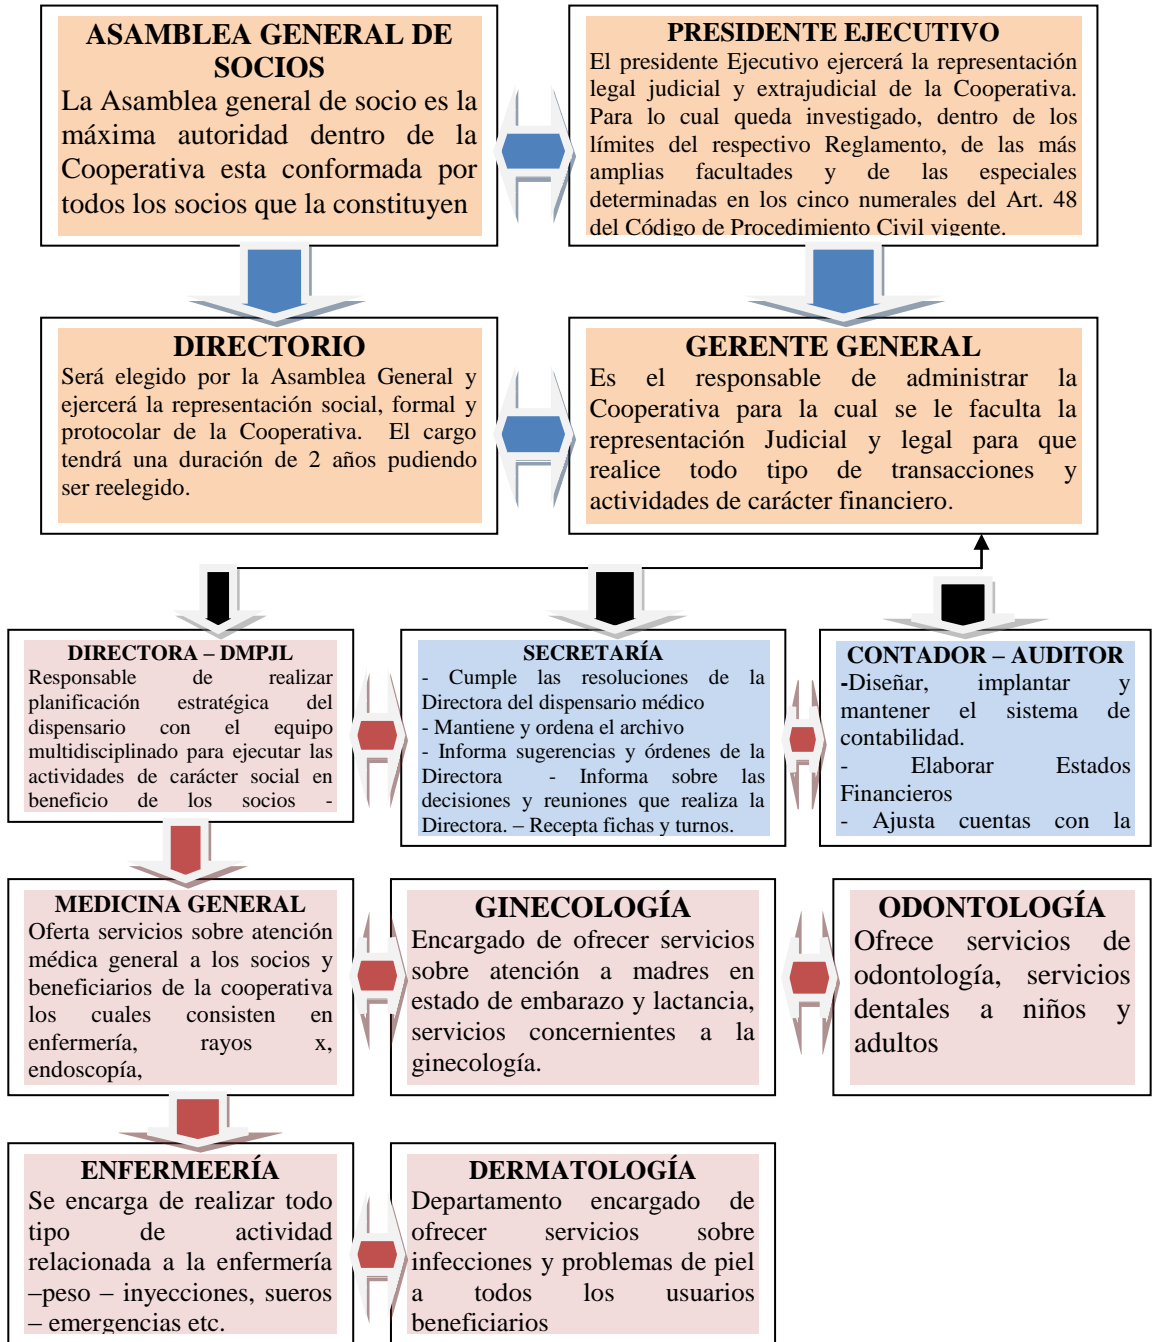 ASAMBLEA GENERAL DE
SOCIOS
La Asamblea general de socio es la
máxima autoridad dentro de la
Cooperativa esta conformada por
todos los socios que la constituyen
PRESIDENTE EJECUTIVO
El presidente Ejecutivo ejercerá la representación
legal judicial y extrajudicial de la Cooperativa.
Para lo cual queda investigado, dentro de los
límites del respectivo Reglamento, de las más
amplias facultades y de las especiales
determinadas en los cinco numerales del Art. 48
del Código de Procedimiento Civil vigente.
DIRECTORIO
Será elegido por la Asamblea General y
ejercerá la representación social, formal y
protocolar de la Cooperativa. El cargo
tendrá una duración de 2 años pudiendo
ser reelegido.
GERENTE GENERAL
Es el responsable de administrar la
Cooperativa para la cual se le faculta la
representación Judicial y legal para que
realice todo tipo de transacciones y
actividades de carácter financiero.
DIRECTORA – DMPJL
Responsable de realizar
planificación estratégica del
dispensario con el equipo
multidisciplinado para ejecutar las
actividades de carácter social en
beneficio de los socios -
SECRETARÍA
- Cumple las resoluciones de la
Directora del dispensario médico
- Mantiene y ordena el archivo
- Informa sugerencias y órdenes de la
Directora - Informa sobre las
decisiones y reuniones que realiza la
Directora. – Recepta fichas y turnos.
CONTADOR – AUDITOR
-Diseñar, implantar y
mantener el sistema de
contabilidad.
- Elaborar Estados
Financieros
- Ajusta cuentas con la
MEDICINA GENERAL
Oferta servicios sobre atención
médica general a los socios y
beneficiarios de la cooperativa
los cuales consisten en
enfermería, rayos x,
endoscopía,
GINECOLOGÍA
Encargado de ofrecer servicios
sobre atención a madres en
estado de embarazo y lactancia,
servicios concernientes a la
ginecología.
ODONTOLOGÍA
Ofrece servicios de
odontología, servicios
dentales a niños y
adultos
ENFERMEERÍA
Se encarga de realizar todo
tipo de actividad
relacionada a la enfermería
–peso – inyecciones, sueros
– emergencias etc.
DERMATOLOGÍA
Departamento encargado de
ofrecer servicios sobre
infecciones y problemas de piel
a todos los usuarios
beneficiarios